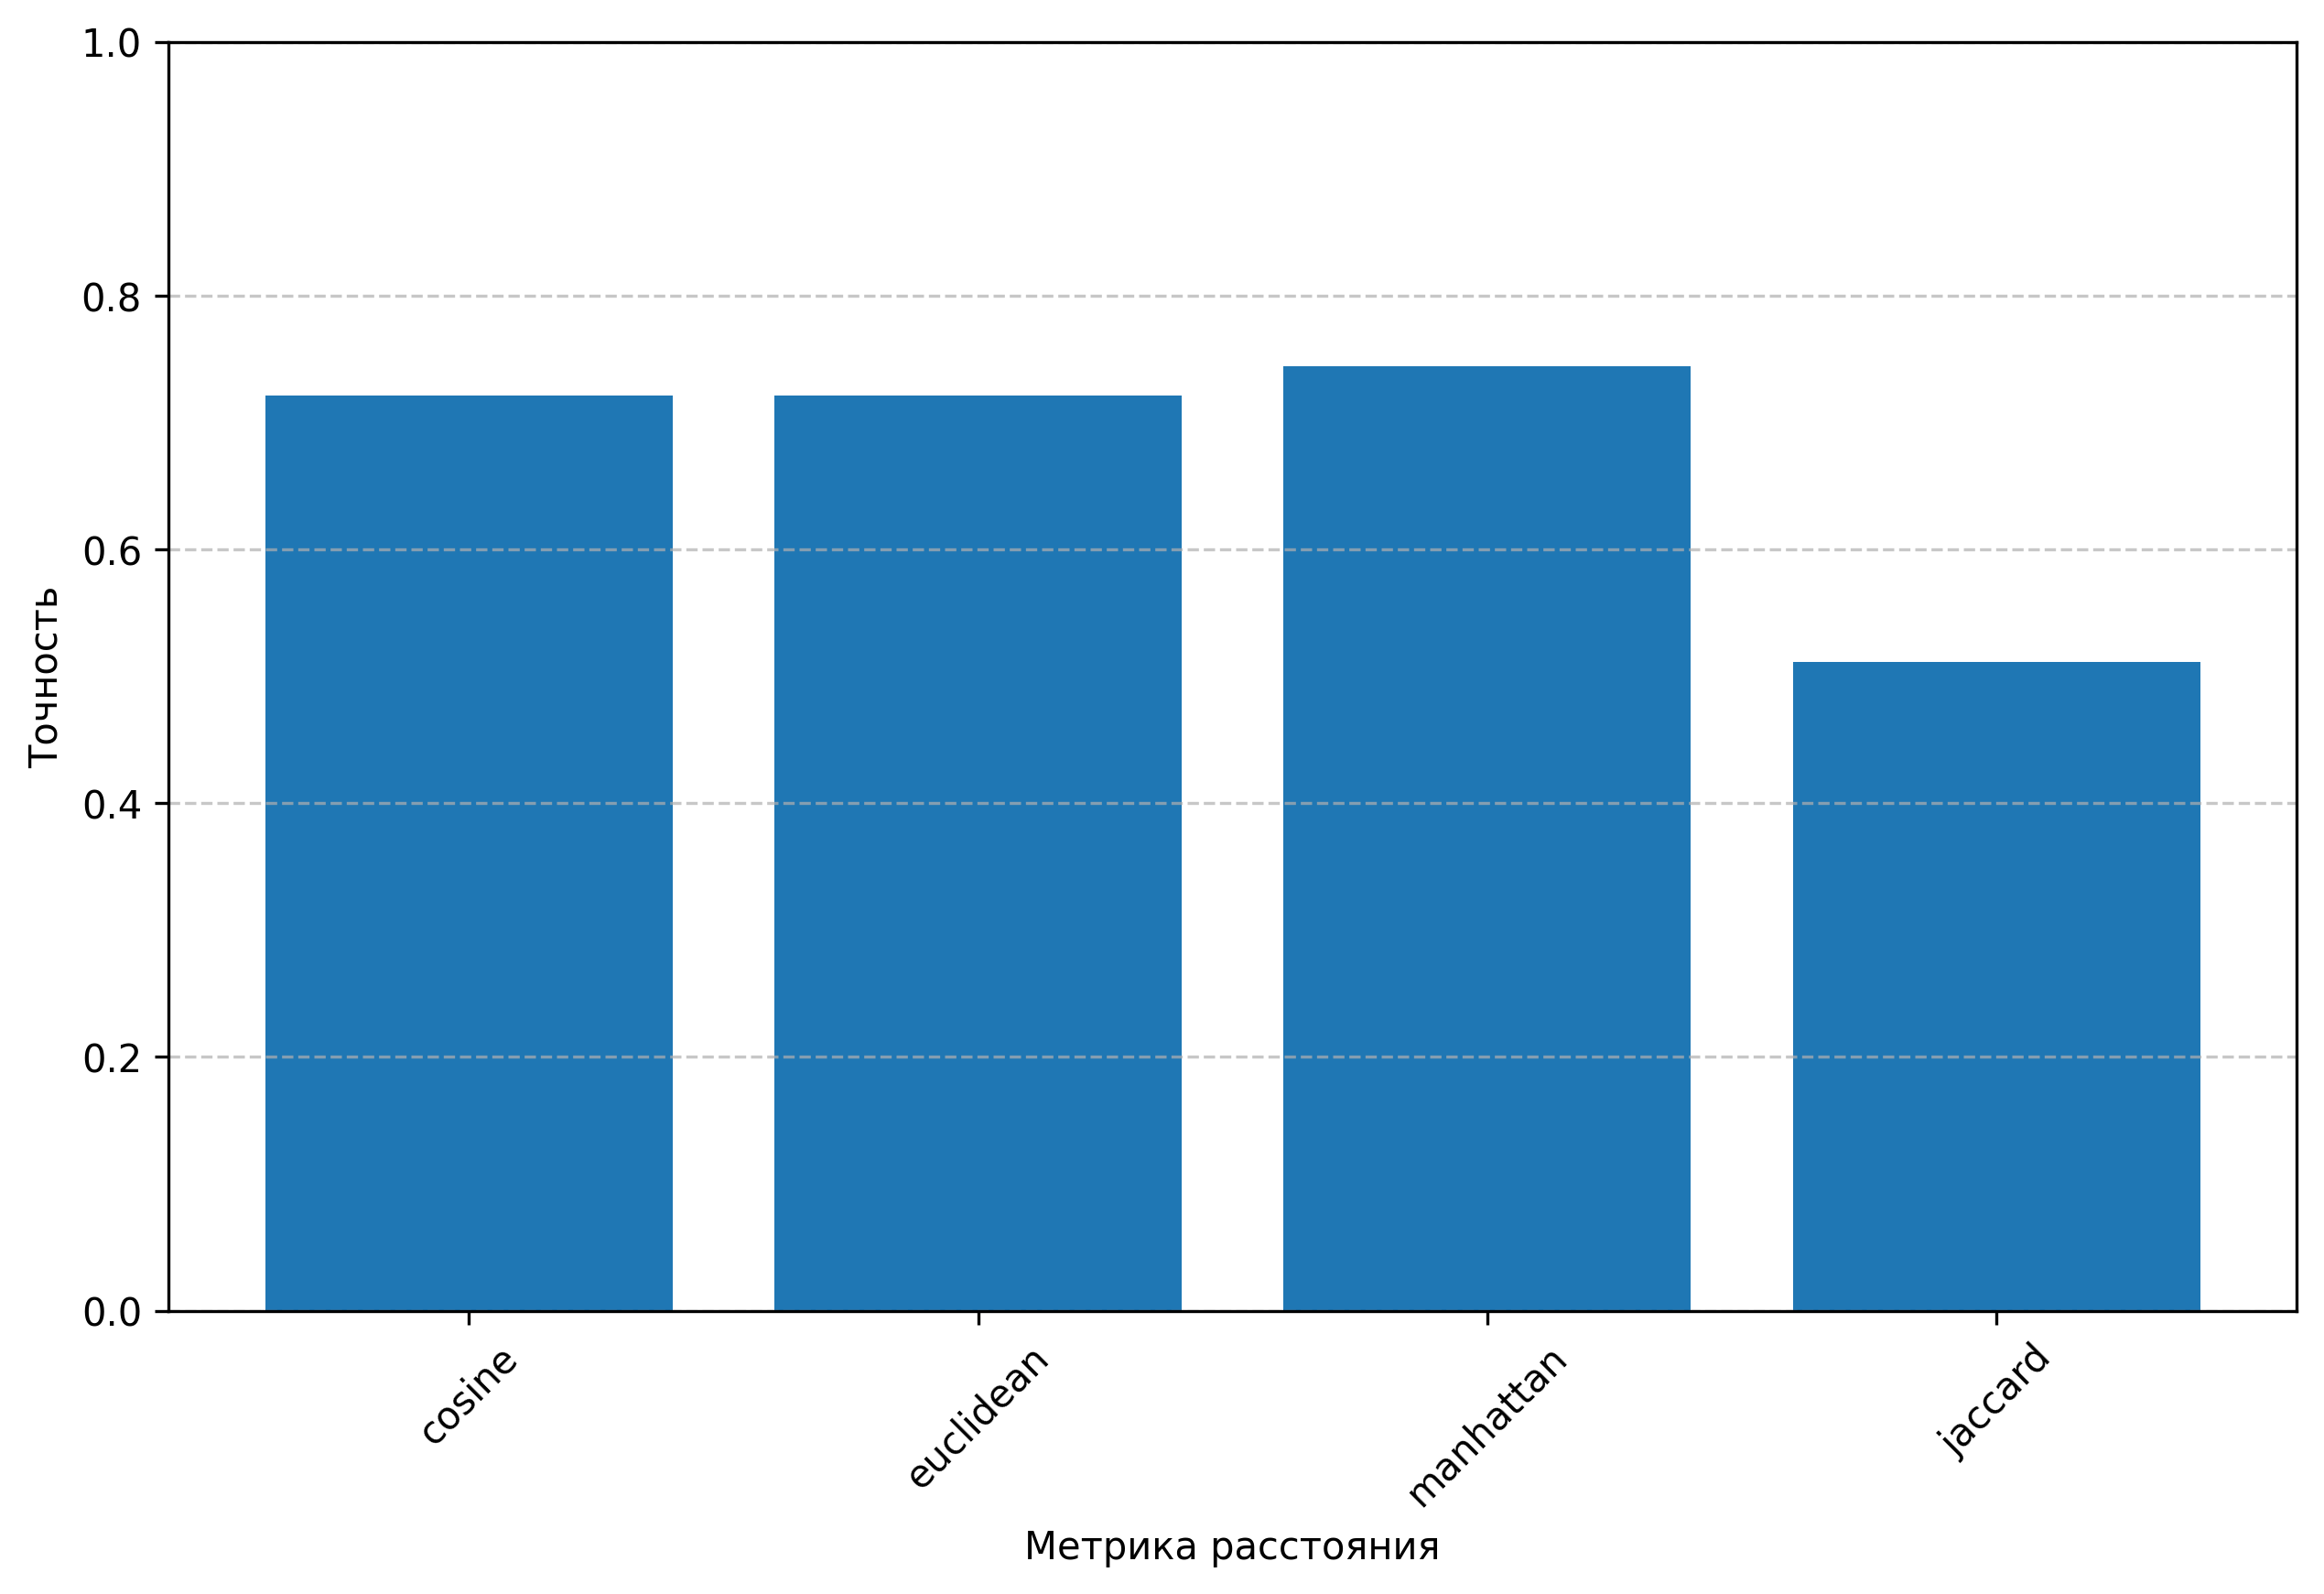 1.0
0.8
0.6
0.4
0.2
0.0
Точность
cosine
euclidean
manhattan
jaccard
Метрика расстояния